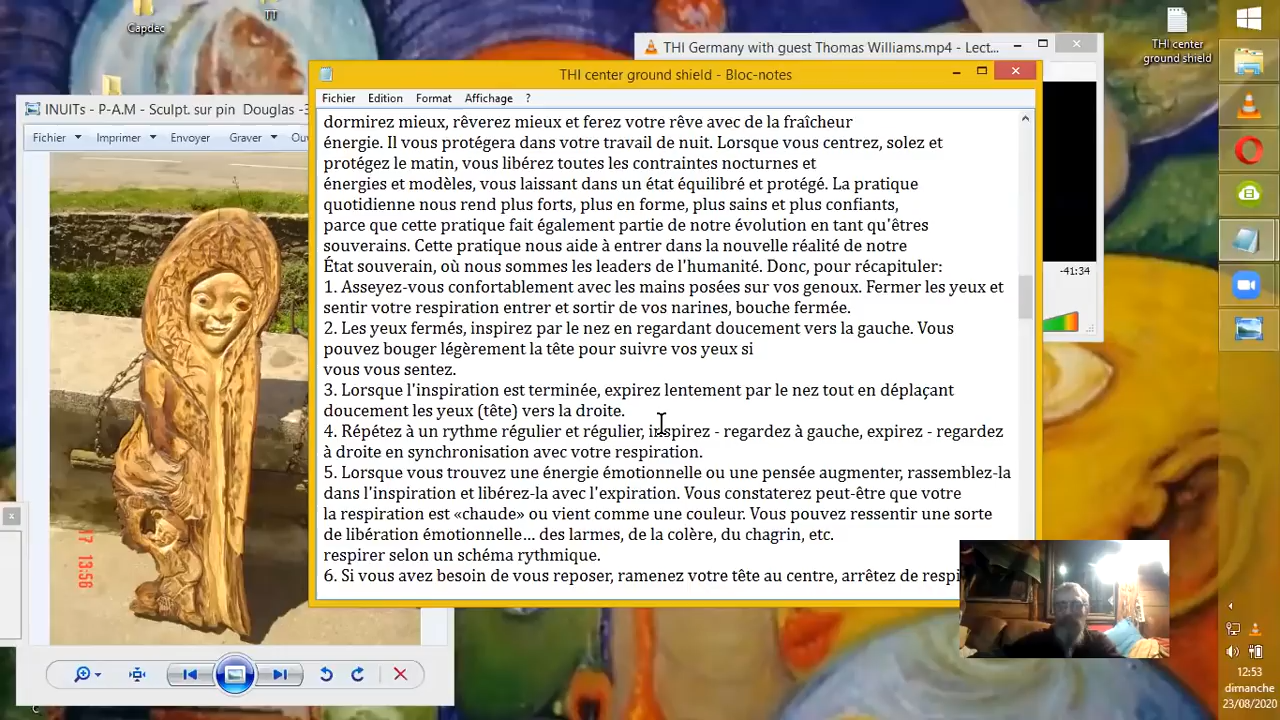 Capdec
TT
THI center
ground shield
THI Germany with guest Thomas Williams.mp4 - Lect...
THI center ground shield - Bloc-notes
Fichier Edition Format Affichage ?
INUITs - P-A-M - Sculpt. sur pin Douglas -3
Fichier Imprimer Envoyer Graver Ou
dormirez mieux, rêverez mieux et ferez votre rêve avec de la fraîcheur
énergie. Il vous protégera dans votre travail de nuit. Lorsque vous centrez, solez et
protégez le matin, vous libérez toutes les contraintes nocturnes et
énergies et modèles, vous laissant dans un état équilibré et protégé. La pratique
quotidienne nous rend plus forts, plus en forme, plus sains et plus confiants,
parce que cette pratique fait également partie de notre évolution en tant qu'êtres
souverains. Cette pratique nous aide à entrer dans la nouvelle réalité de notre
État souverain, où nous sommes les leaders de l'humanité. Donc, pour récapituler:
1. Asseyez-vous confortablement avec les mains posées sur vos genoux. Fermer les yeux et
sentir votre respiration entrer et sortir de vos narines, bouche fermée.
2. Les yeux fermés, inspirez par le nez en regardant doucement vers la gauche. Vous
pouvez bouger légèrement la tête pour suivre vos yeux si
vous vous sentez.
3. Lorsque l'inspiration est terminée, expirez lentement par le nez tout en déplaçant
doucement les yeux (tête) vers la droite.
4. Répétez à un rythme régulier et régulier, inspirez - regardez à gauche, expirez - regardez
à droite en synchronisation avec votre respiration.
5. Lorsque vous trouvez une énergie émotionnelle ou une pensée augmenter, rassemblez-la
dans l'inspiration et libérez-la avec l'expiration. Vous constaterez peut-être que votre
la respiration est «chaude» ou vient comme une couleur. Vous pouvez ressentir une sorte
de libération émotionnelle... des larmes, de la colère, du chagrin, etc.
respirer selon un schéma rythmique.
6. Si vous avez besoin de vous reposer, ramenez votre tête au centre, arrêtez de respi
-41:34
17 13:56
12:53
dimanche
23/08/2020